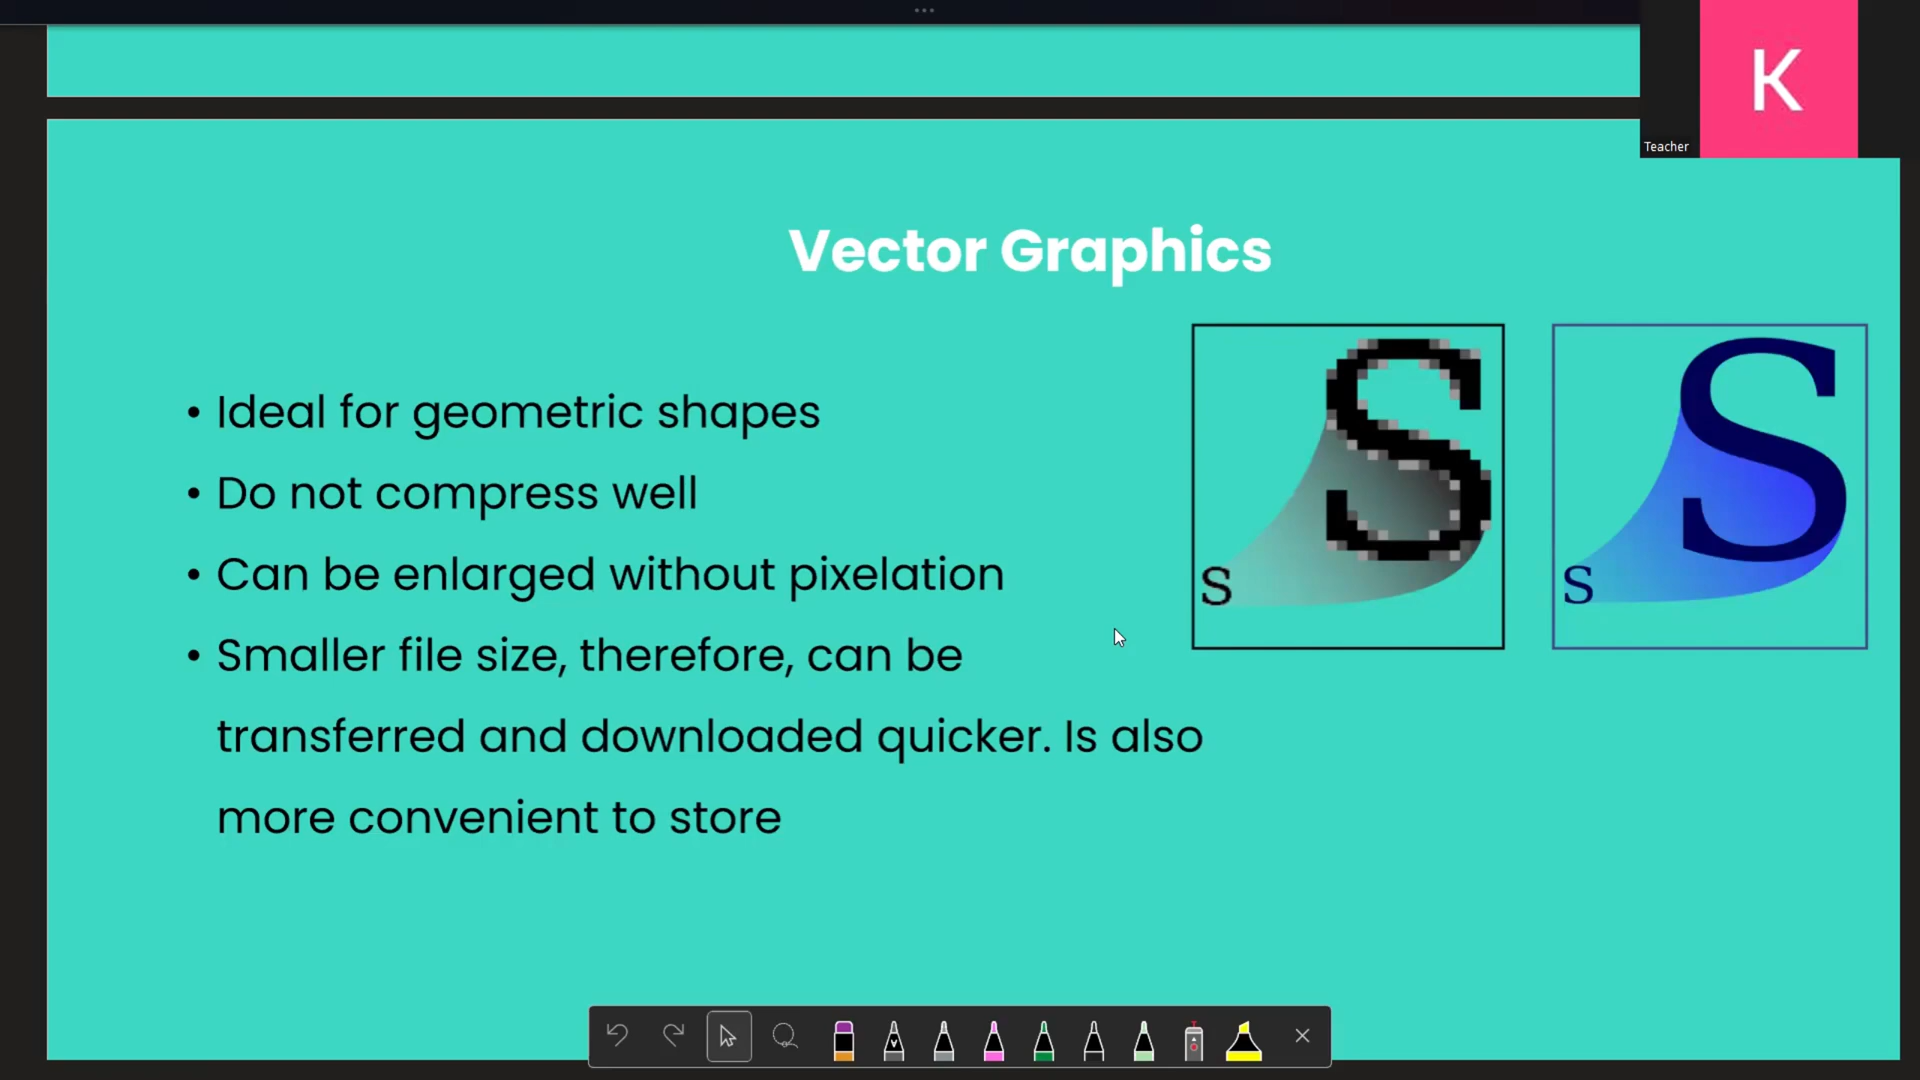 K
Teacher
Vector Graphics
• Ideal for geometric shapes
• Do not compress well
• Can be enlarged without pixelation
• Smaller file size, therefore, can be
transferred and downloaded quicker. Is also
more convenient to store
S
S
S
S